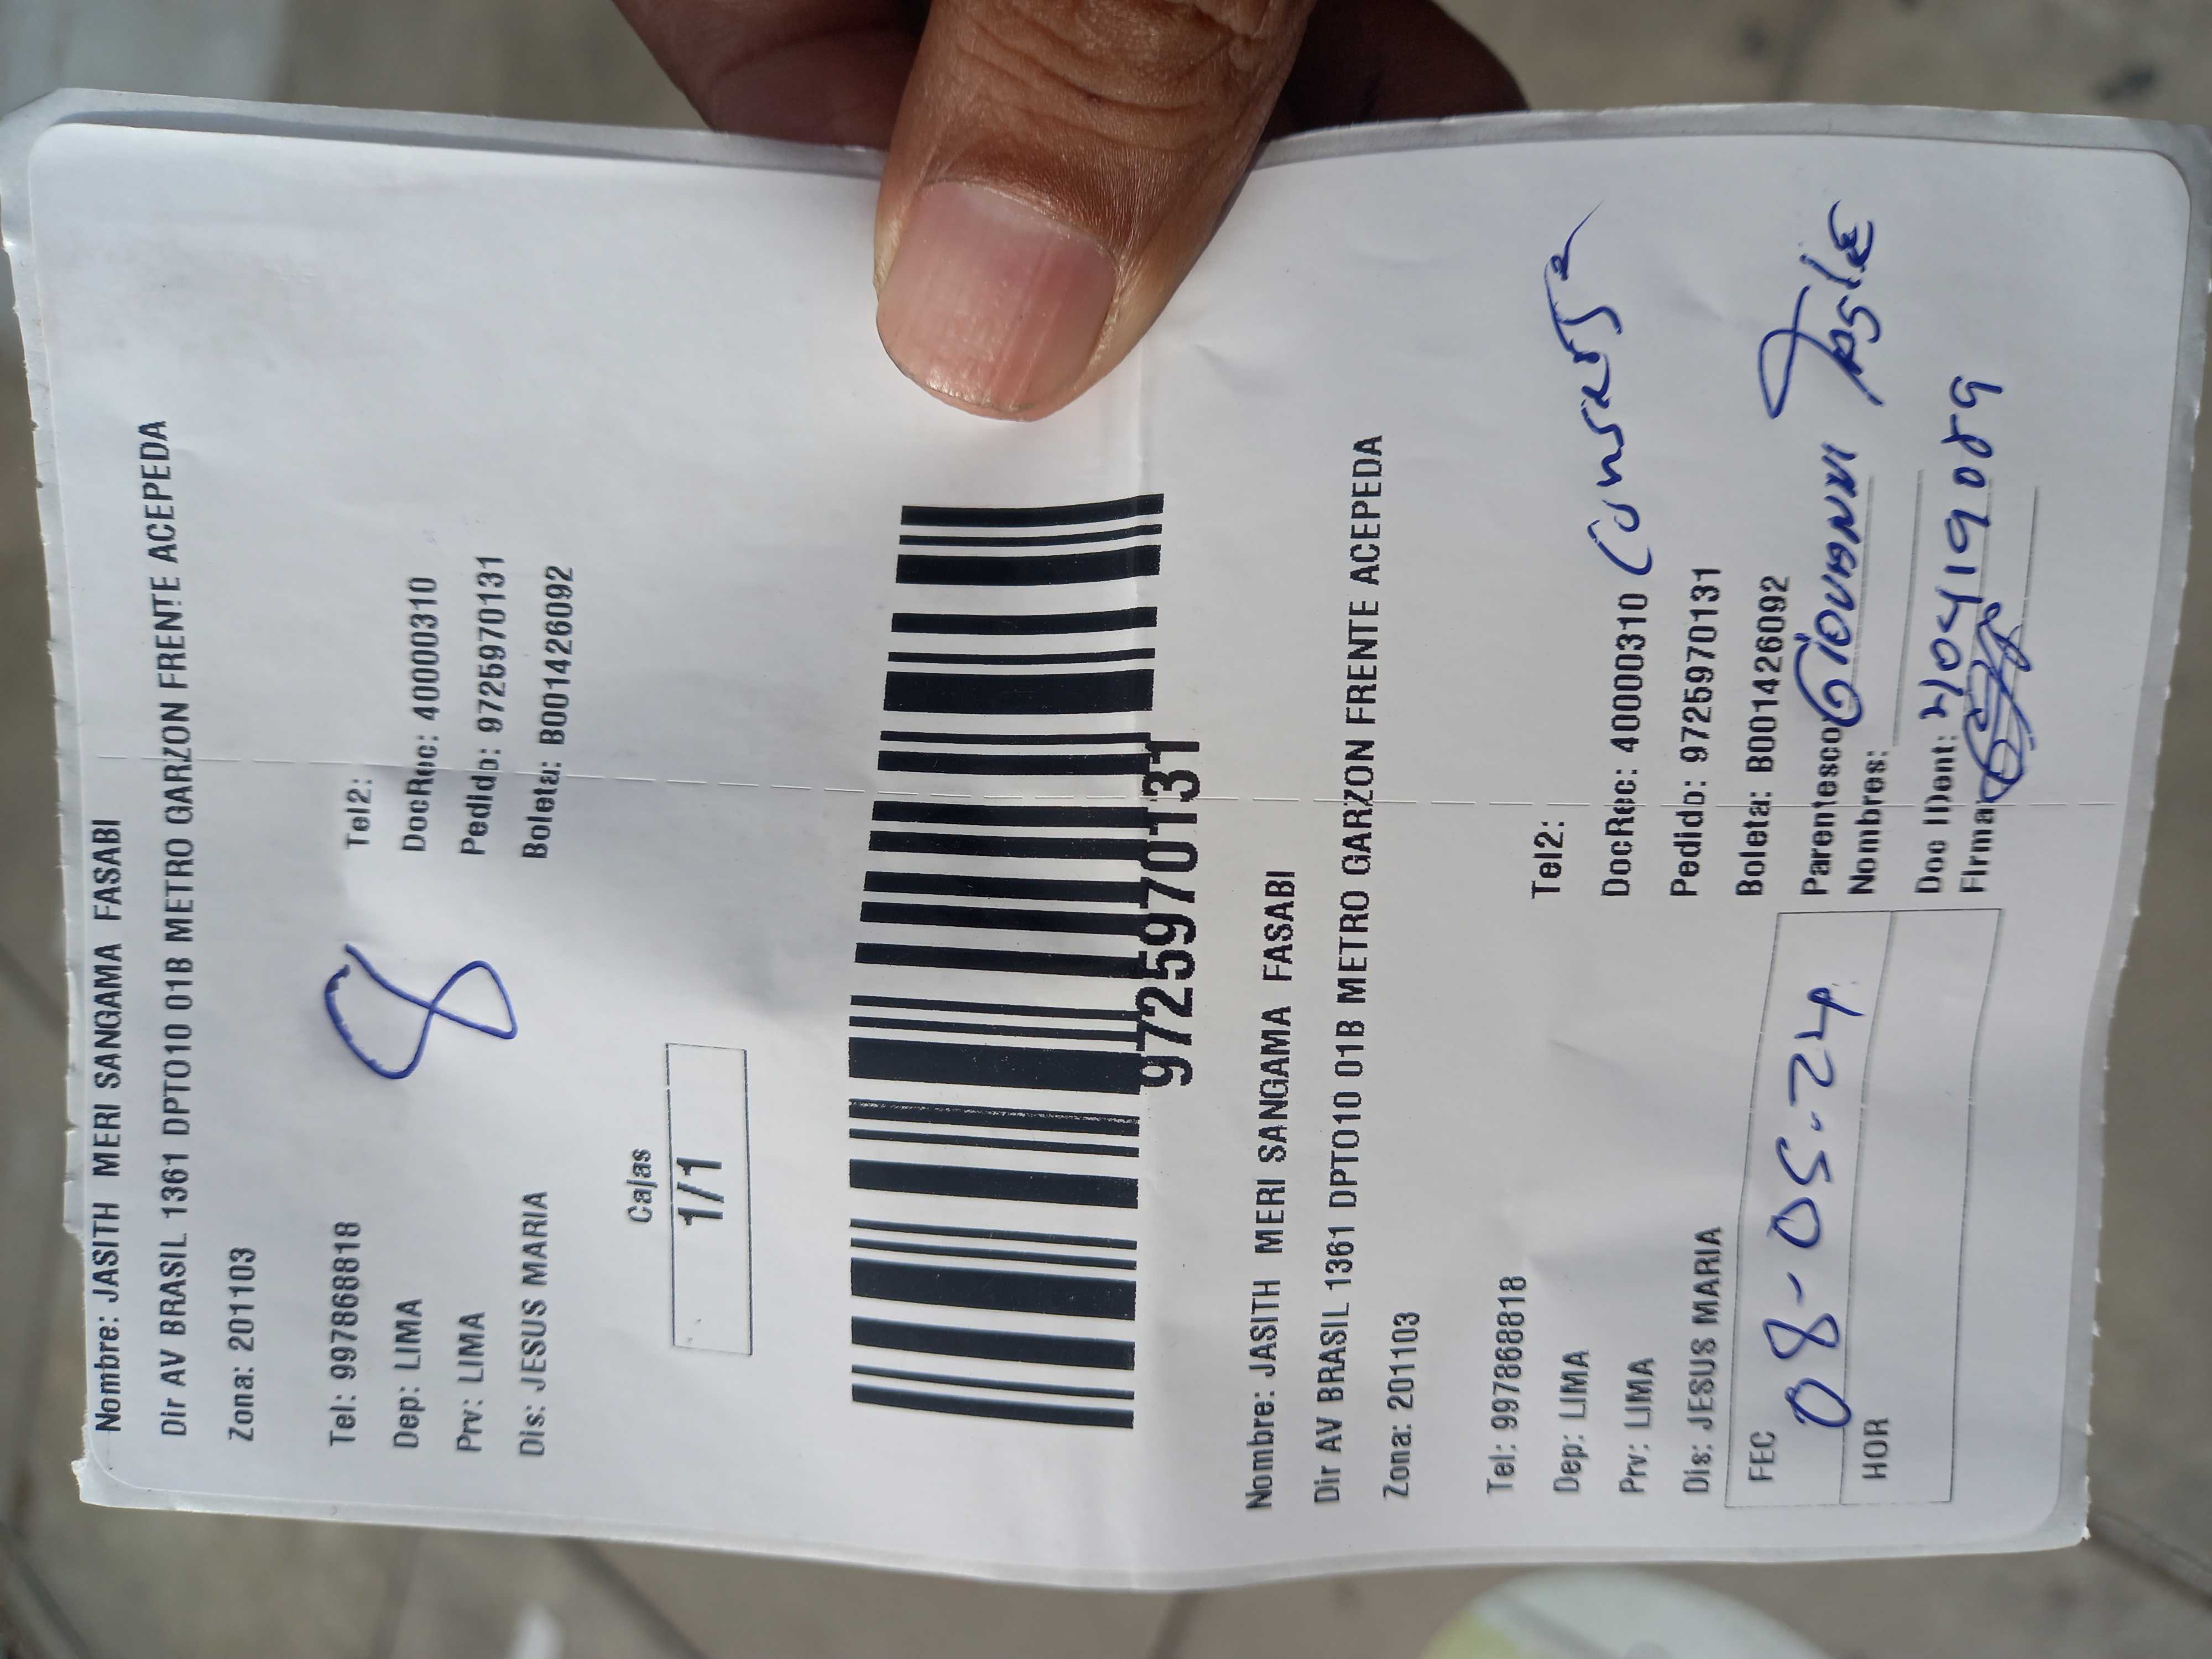 Nombre: JASITH MERI SANGAMA FASABI
Dir AV BRASIL 1361 DPTO10 01B METRO GARZON FRENTE ACEPEDA
Zona: 201103
Tel: 997868818
Tel2:
Dep: LIMA
DocRec: 40000310
Prv: LIMA
Pedido: 9725970131
Dis: JESUS MARIA
Boleta: B001426092
8
Cajas
1/1
9725970131
Nombre: JASITH MERI SANGAMA FASABI
Dir AV BRASIL 1361 DPTO10 01B METRO GARZON FRENTE ACEPEDA
Zona: 201103
Tel: 997868818
Tel2:
Dep: LIMA
DocRec: 40000310
Prv: LIMA
Pedido: 9725970131
Dis: JESUS MARIA
Boleta: B001426092
FEC 08-05-24
Parentesco: Giovanni Tasle
Nombres:
HOR
Doc IDent: 40419089
Firma: